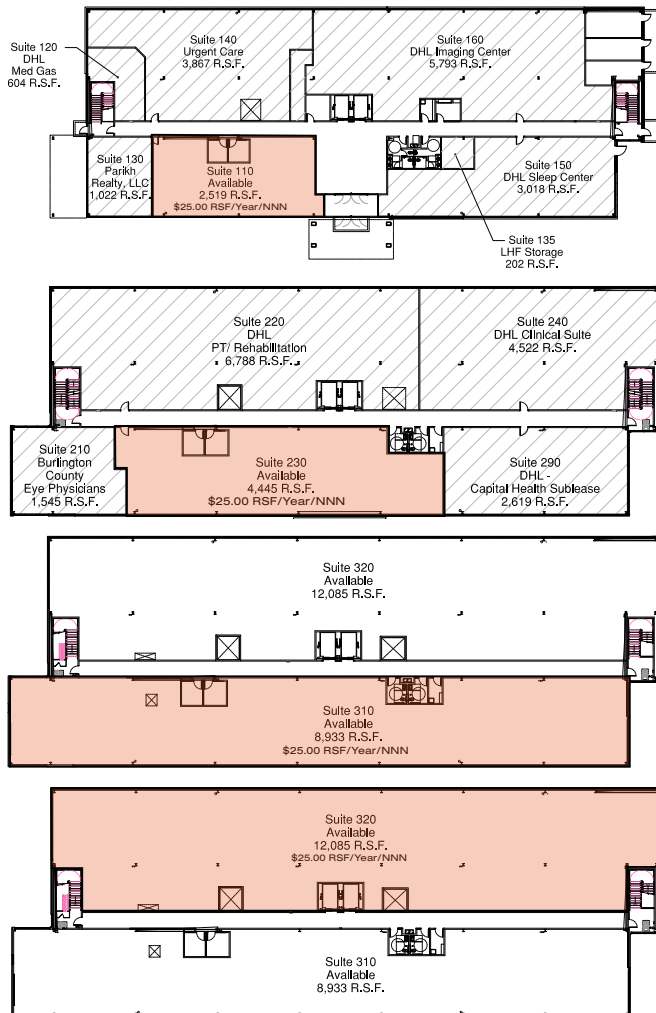 Suite 120
DHL
Med Gas
604 R.S.F.
Suite 140
Urgent Care
3,867 R.S.F.
Suite 160
DHL Imaging Center
5,793 R.S.F.
Suite 130
Parikh
Realty, LLC
1,022 R.S.F.
Suite 110
Available
2,519 R.S.F.
$25.00 RSF/Year/NNN
Suite 150
DHL Sleep Center
3,018 R.S.F.
Suite 135
LHF Storage
202 R.S.F.
Suite 220
DHL
PT/ Rehabilitation
6,788 R.S.F.
Suite 240
DHL Clinical Suite
4,522 R.S.F.
Suite 210
Burlington
County
Eye Physicians
1,545 R.S.F.
Suite 230
Available
4,445 R.S.F.
$25.00 RSF/Year/NNN
Suite 290
DHL -
Capital Health Sublease
2,619 R.S.F.
Suite 320
Available
12,085 R.S.F.
Suite 310
Available
8,933 R.S.F.
$25.00 RSF/Year/NNN
Suite 320
Available
12,085 R.S.F.
$25.00 RSF/Year/NNN
Suite 310
Available
8,933 R.S.F.